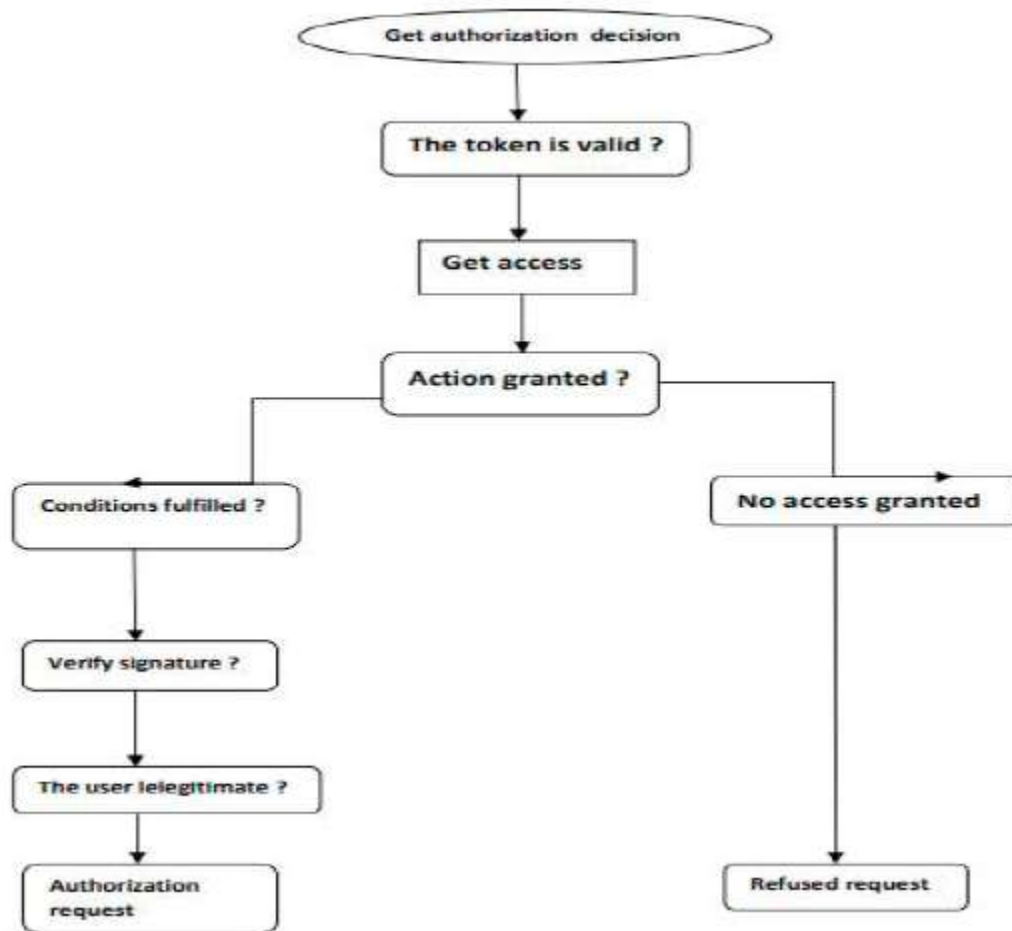 Get authorization decision
The token is valid ?
Get access
Action granted ?
Conditions fulfilled ?
No access granted
Verify signature ?
The user lelegitimate ?
Authorization
request
Refused request